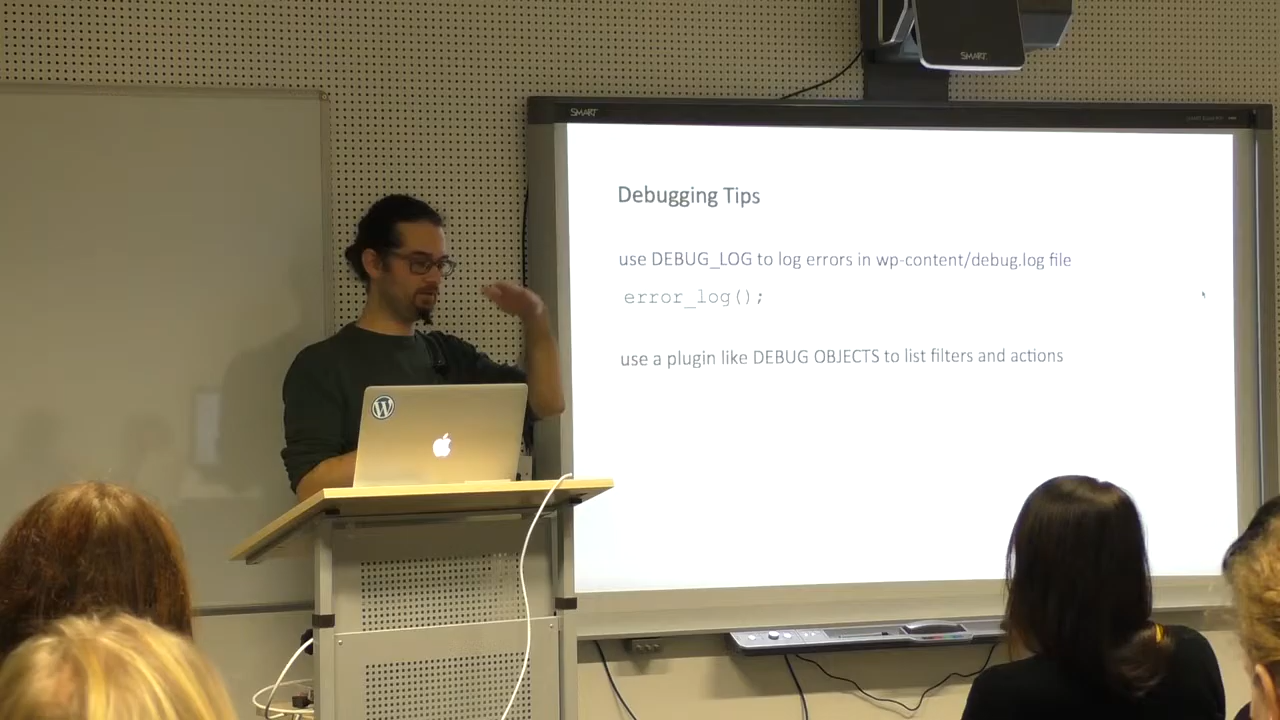 SMART
SMART
Debugging Tips
use DEBUG_LOG to log errors in wp-content/debug.log file
error_log();
use a plugin like DEBUG OBJECTS to list filters and actions
W